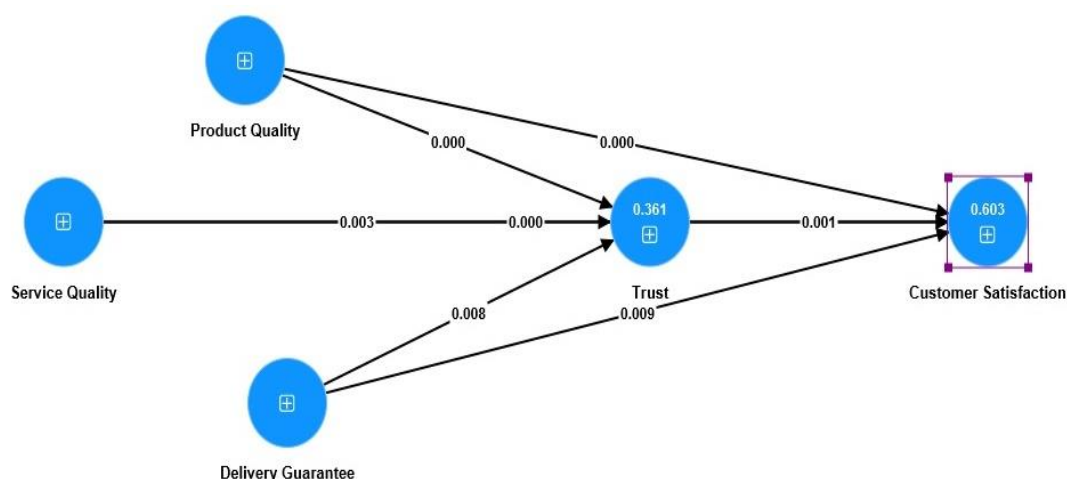 Product Quality
0.000
0.000
0.361
0.603
0.003
0.000
0.001
Service Quality
Trust
Customer Satisfaction
0.008
0.009
Delivery Guarantee